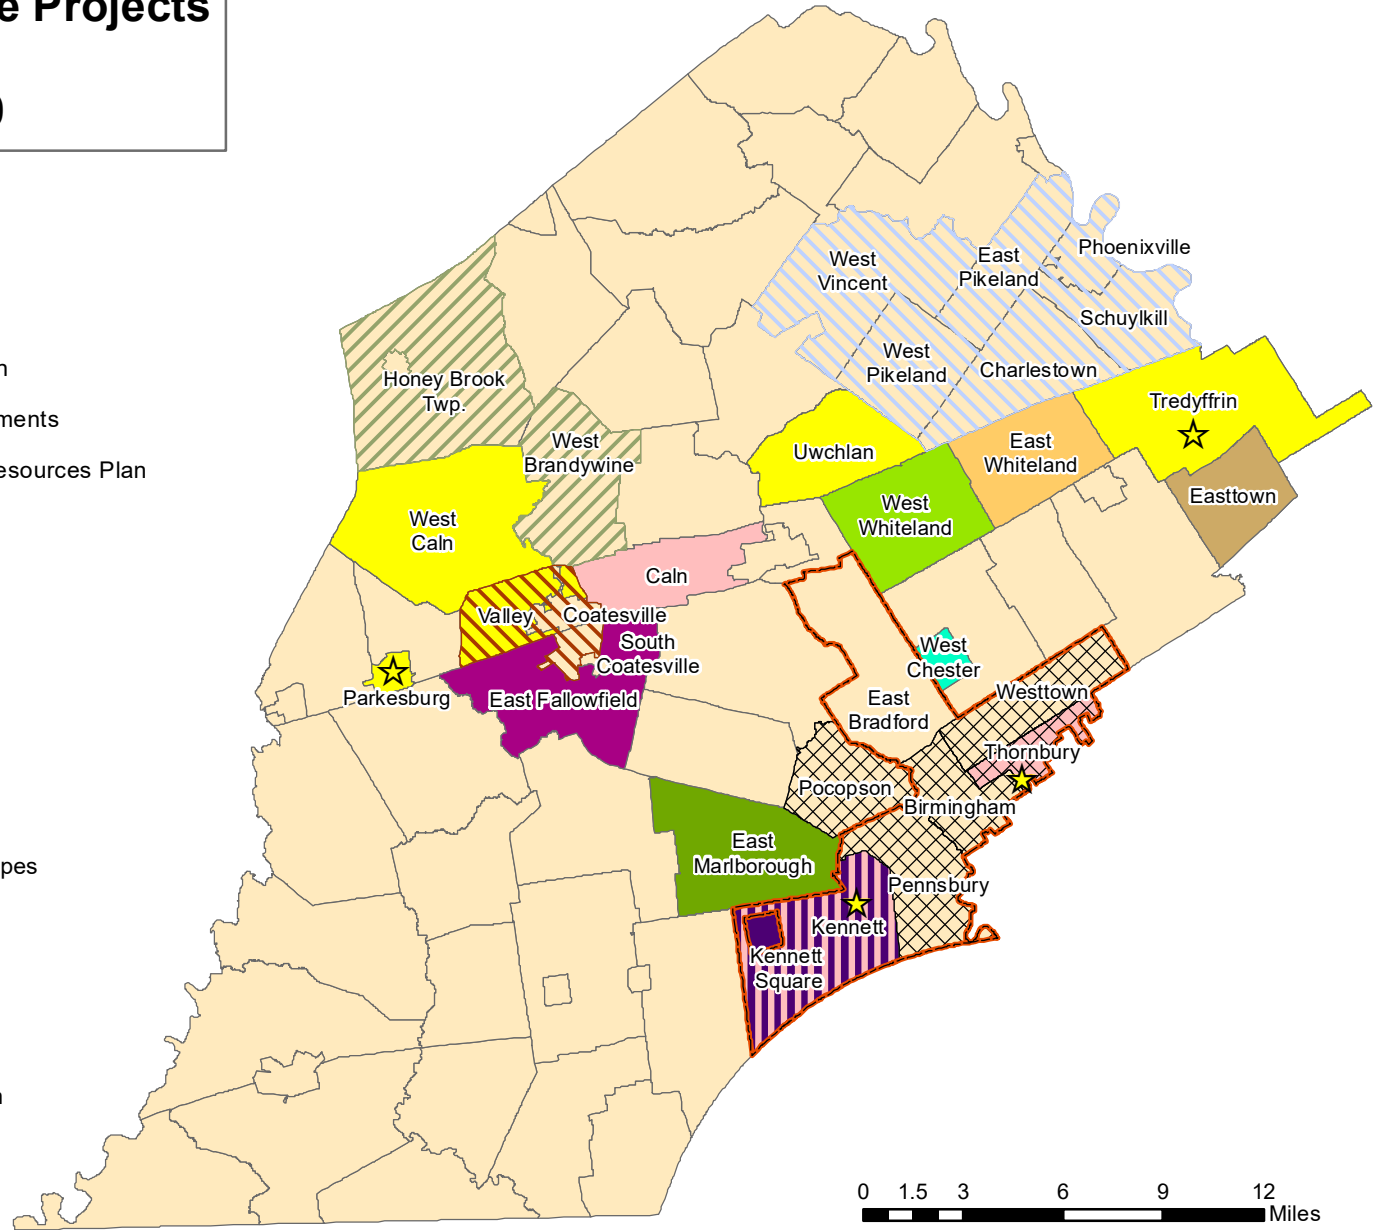 e Projects
)
n
ments
esources Plan
pes
n
West
Vincent
East
Pikeland
Phoenixville
Schuylkill
West
Pikeland
Charlestown
Honey Brook
Twp.
Tredyffrin
West
Brandywine
Uwchlan
East
Whiteland
Easttown
West
Whiteland
West
Caln
Caln
Valley
Coatesville
South
Coatesville
West
Chester
Parkesburg
East Fallowfield
Westtown
East
Bradford
Thornbury
Pocopson
Birmingham
East
Marlborough
Pennsbury
Kennett
Kennett
Square
0 1.5 3 6 9 12
Miles